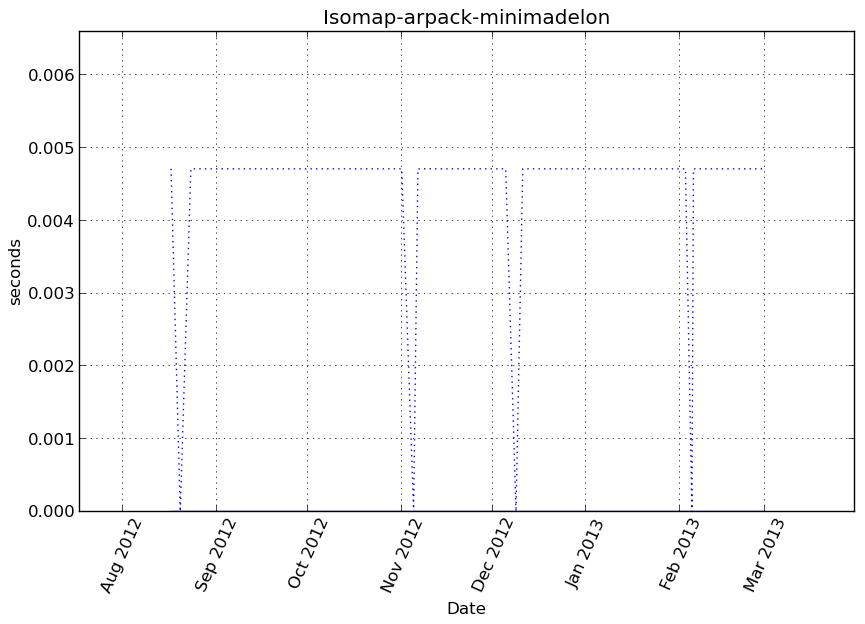 Isomap-arpack-minimadelon
0.006
0.005
0.004
0.003
0.002
0.001
0.000
seconds
Aug 2012
Sep 2012
Oct 2012
Nov 2012
Dec 2012
Jan 2013
Feb 2013
Mar 2013
Date